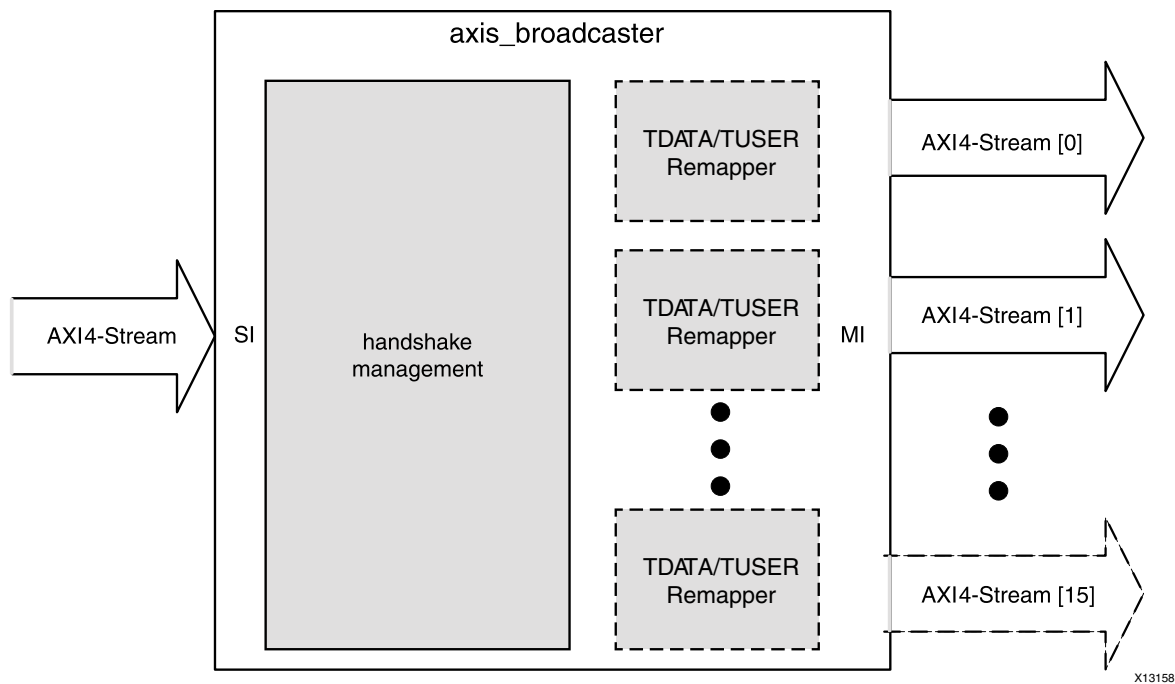 axis_broadcaster
AXI4-Stream
SI
handshake
management
TDATA/TUSER
Remapper
TDATA/TUSER
Remapper
TDATA/TUSER
Remapper
MI
AXI4-Stream [0]
AXI4-Stream [1]
AXI4-Stream [15]
X13158